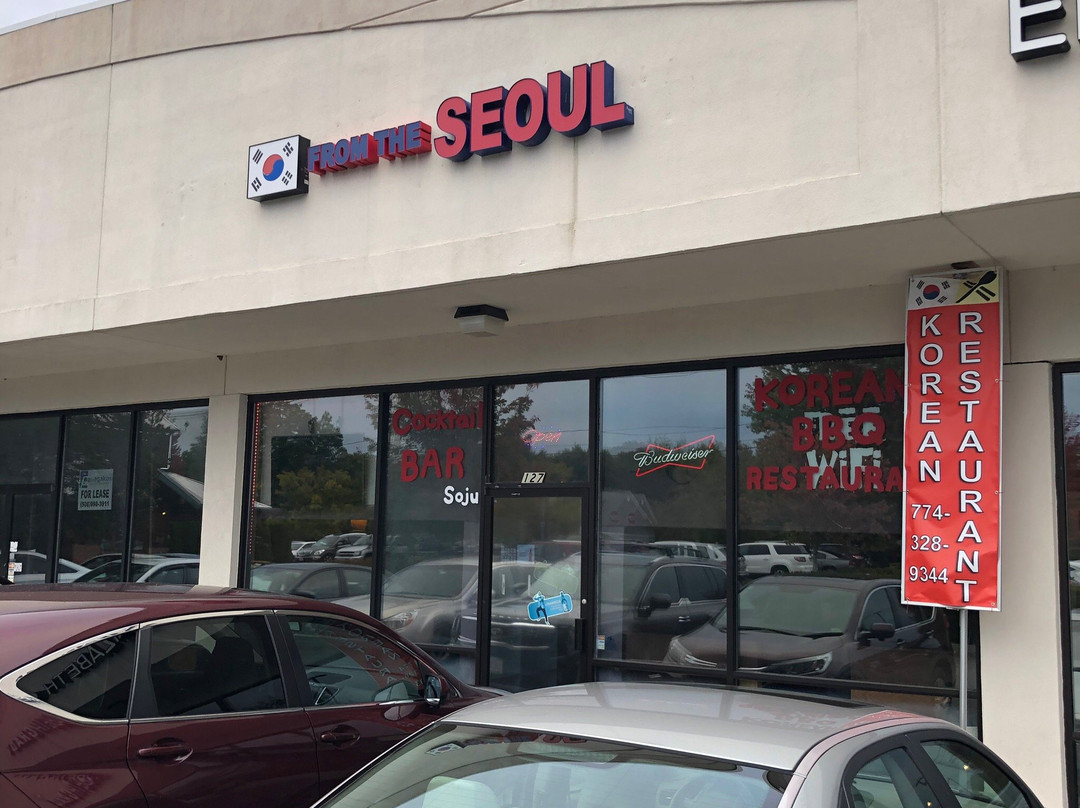 FROM THE SEOUL
E
KOREAN
RESTAURANT
774-
328-
9344
Cocktail
BAR
Soju
Open
127
Budweiser
KOREAN
BBQ
RESTAURA
WiFi
FOR LEASE